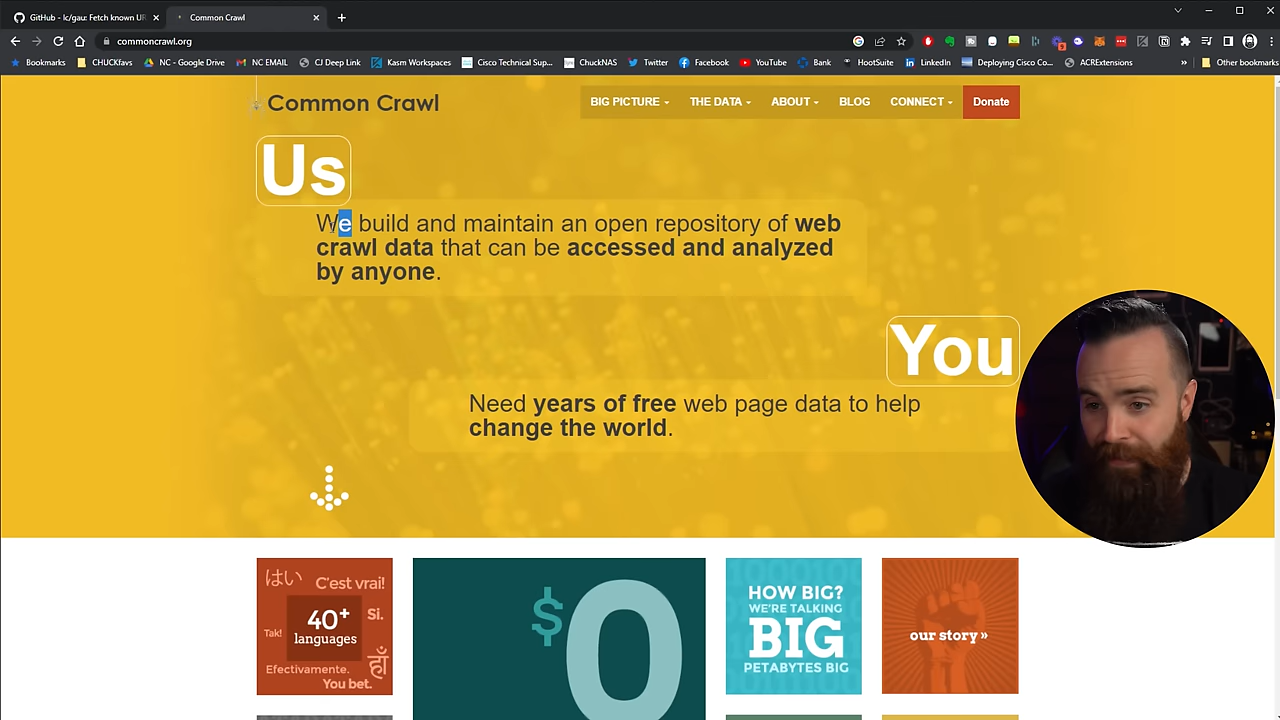 GitHub - lc/gau: Fetch known UR
Common Crawl
commoncrawl.org
Bookmarks
CHUCKfavs
NC - Google Drive
NC EMAIL
CJ Deep Link
Kasm Workspaces
Cisco Technical Sup...
ChuckNAS
Twitter
Facebook
YouTube
Bank
HootSuite
LinkedIn
Deploying Cisco Co...
ACRExtensions
»
Other bookmarks
Common Crawl
BIG PICTURE
THE DATA
ABOUT
BLOG
CONNECT
Donate
Us
We build and maintain an open repository of web
crawl data that can be accessed and analyzed
by anyone.
You
Need years of free web page data to help
change the world.
はい
C'est vrai!
40+
Si.
Tak!
languages
हाँ
Efectivamente.
You bet.
$0
HOW BIG?
WE'RE TALKING
BIG
PETABYTES BIG
our story »